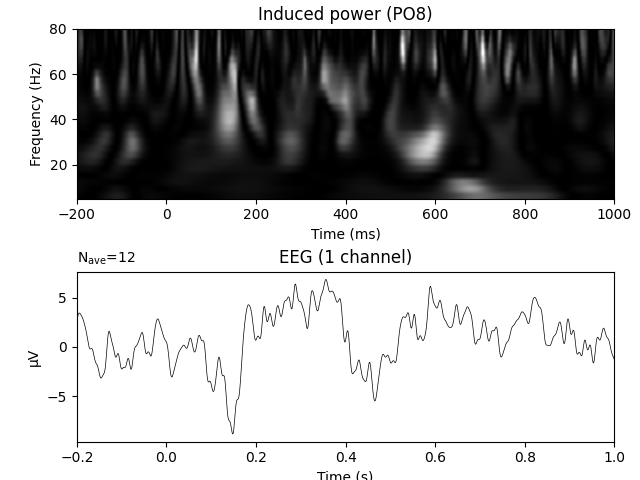 Induced power (PO8)
80
60
40
20
Frequency (Hz)
−200 0 200 400 600 800 1000
Time (ms)
Nave=12
EEG (1 channel)
5
0
−5
µV
−0.2 0.0 0.2 0.4 0.6 0.8 1.0
Time (s)